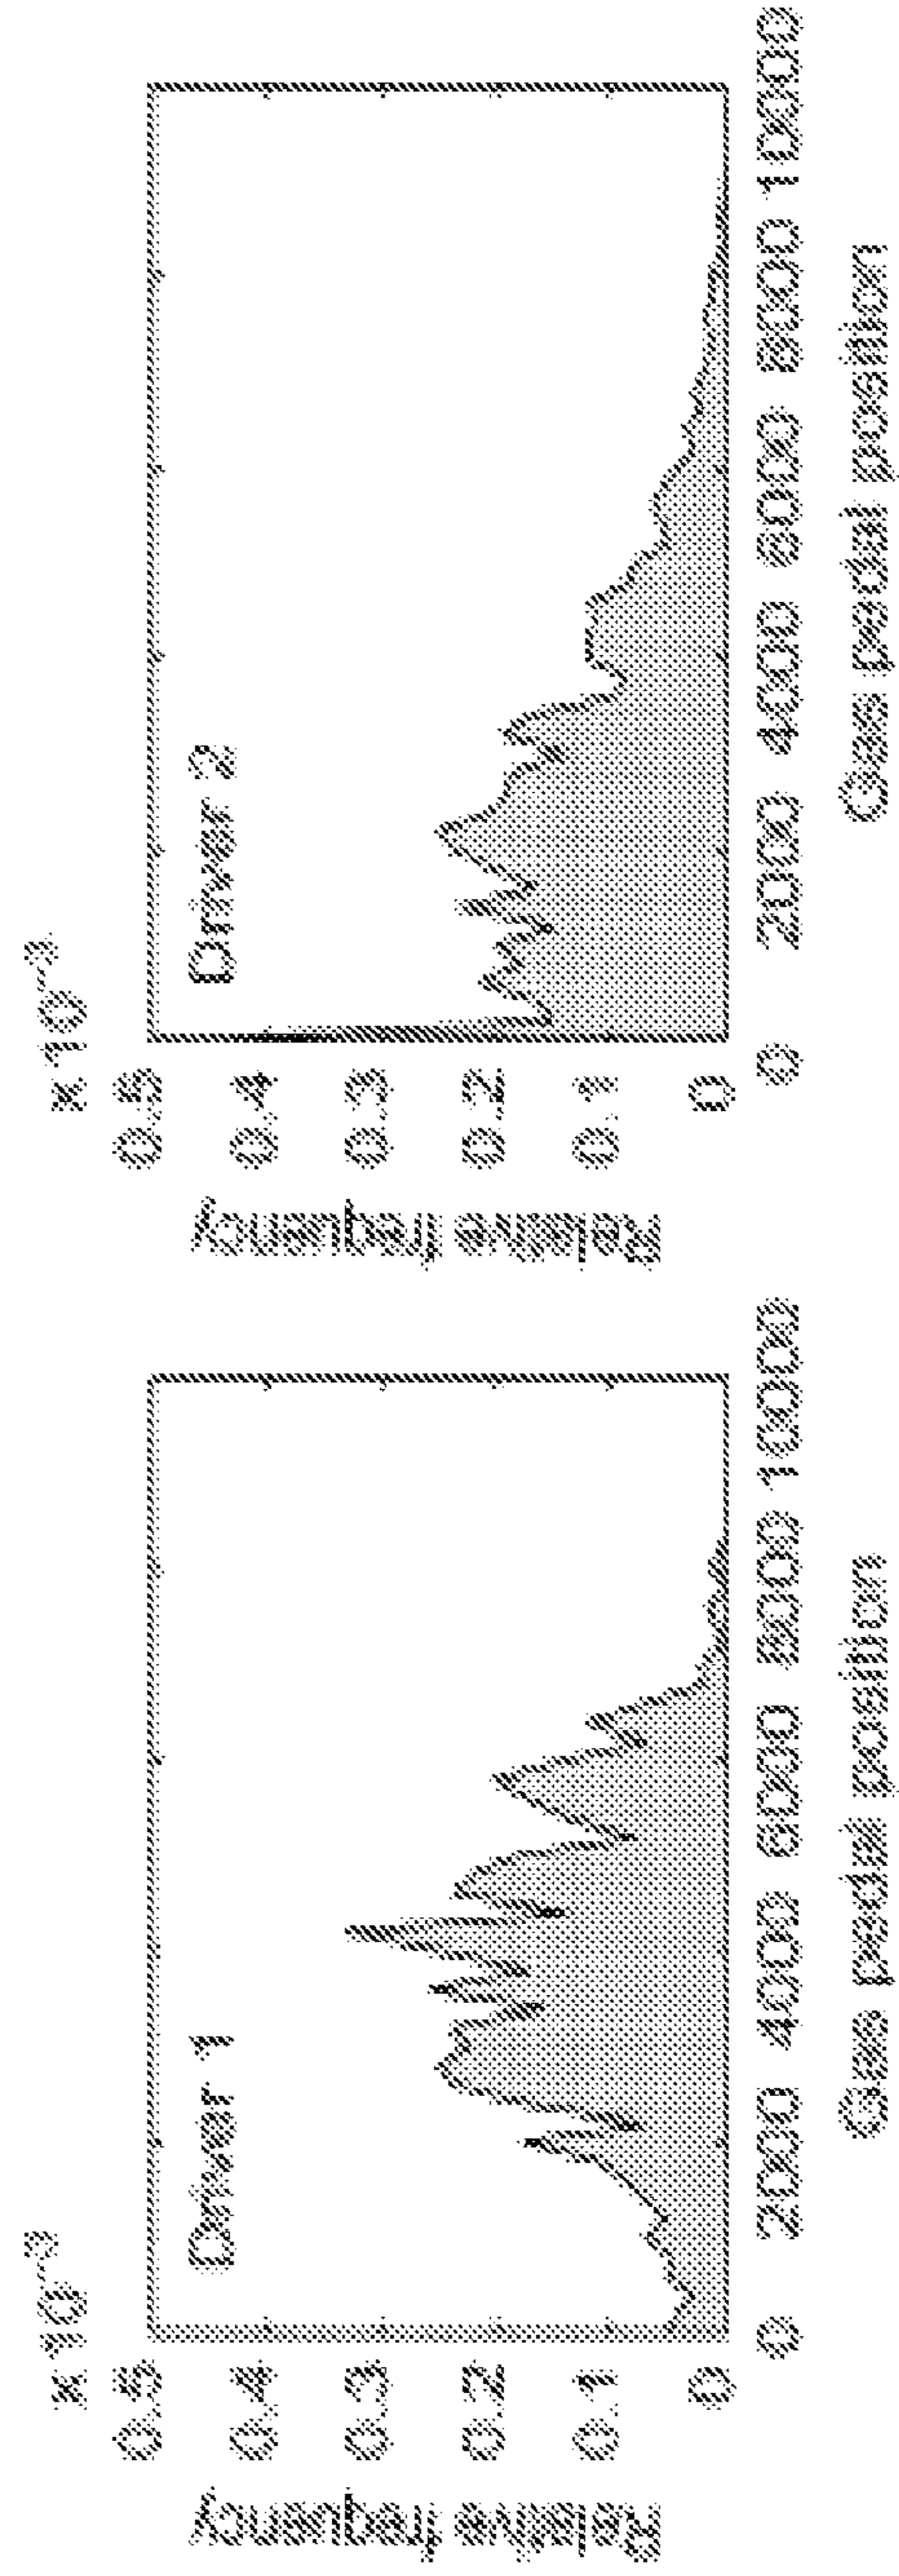 x 10⁻³
Relative frequency
0.5
0.4
0.3
0.2
0.1
0
Driver 1
0 2000 4000 6000 8000 10000
Gas pedal position
x 10⁻³
Relative frequency
0.5
0.4
0.3
0.2
0.1
0
Driver 2
0 2000 4000 6000 8000 10000
Gas pedal position